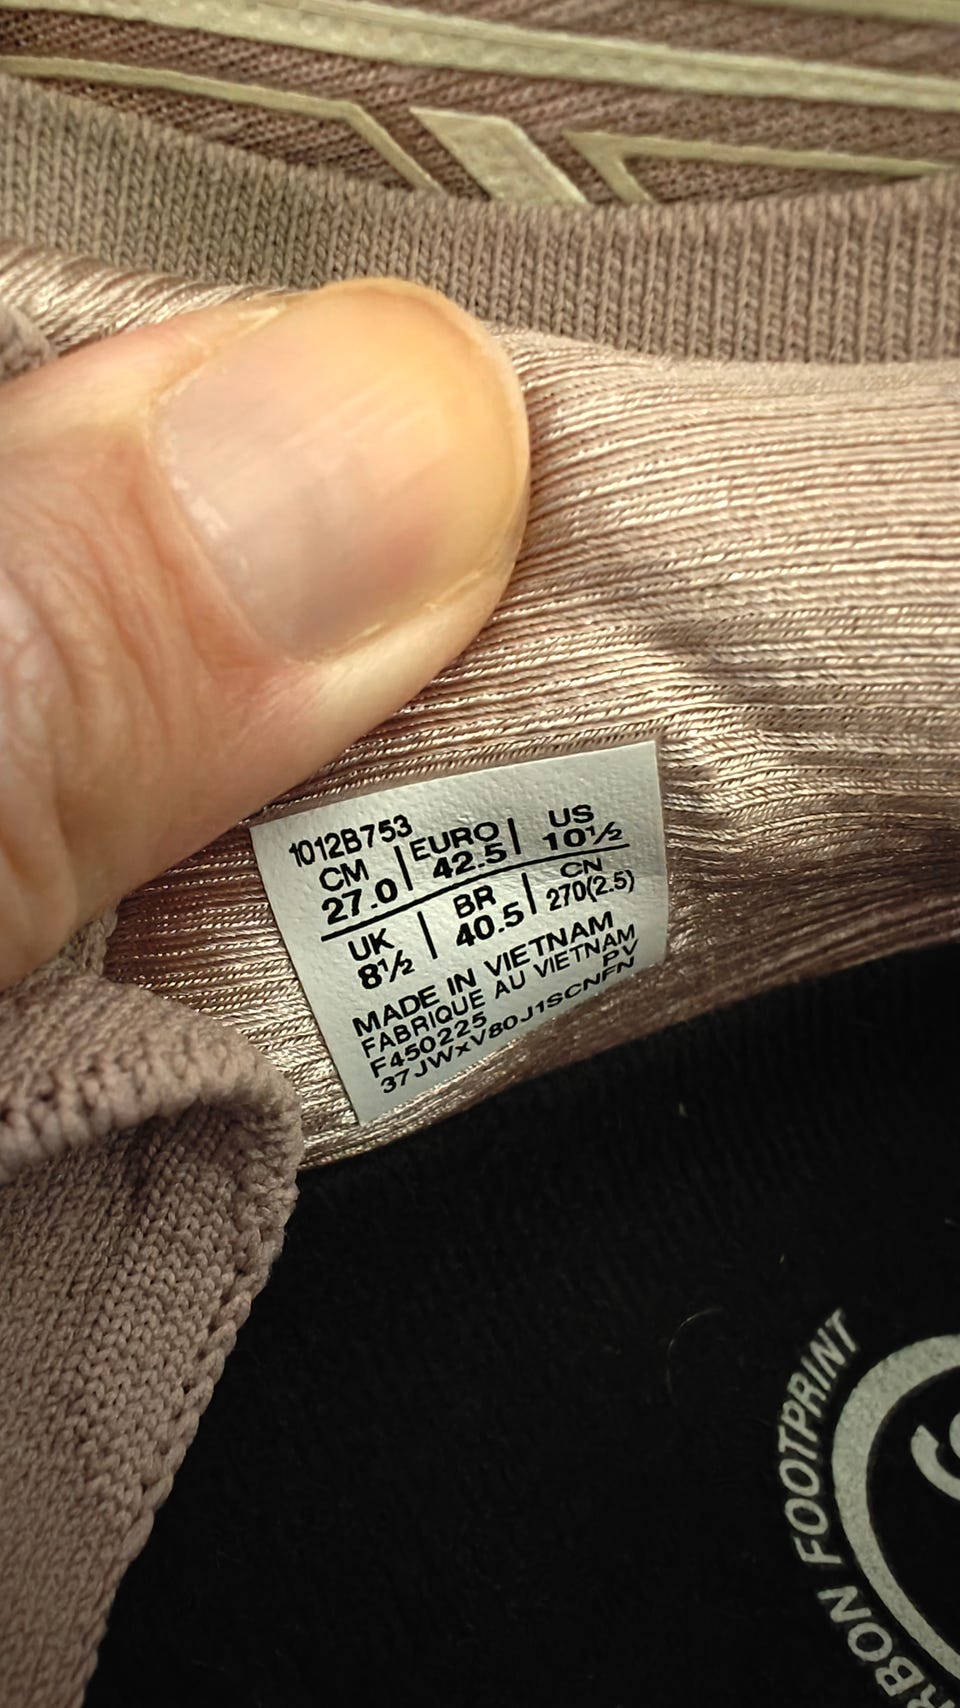 1012B753
CM | EURO | US
27.0 | 42.5 | 10½
UK | BR | CN
8½ | 40.5 | 270(2.5)
MADE IN VIETNAM
FABRIQUE AU VIETNAM
F450225 PV
37JWxV80J1SCNFN
FOOTPRINT